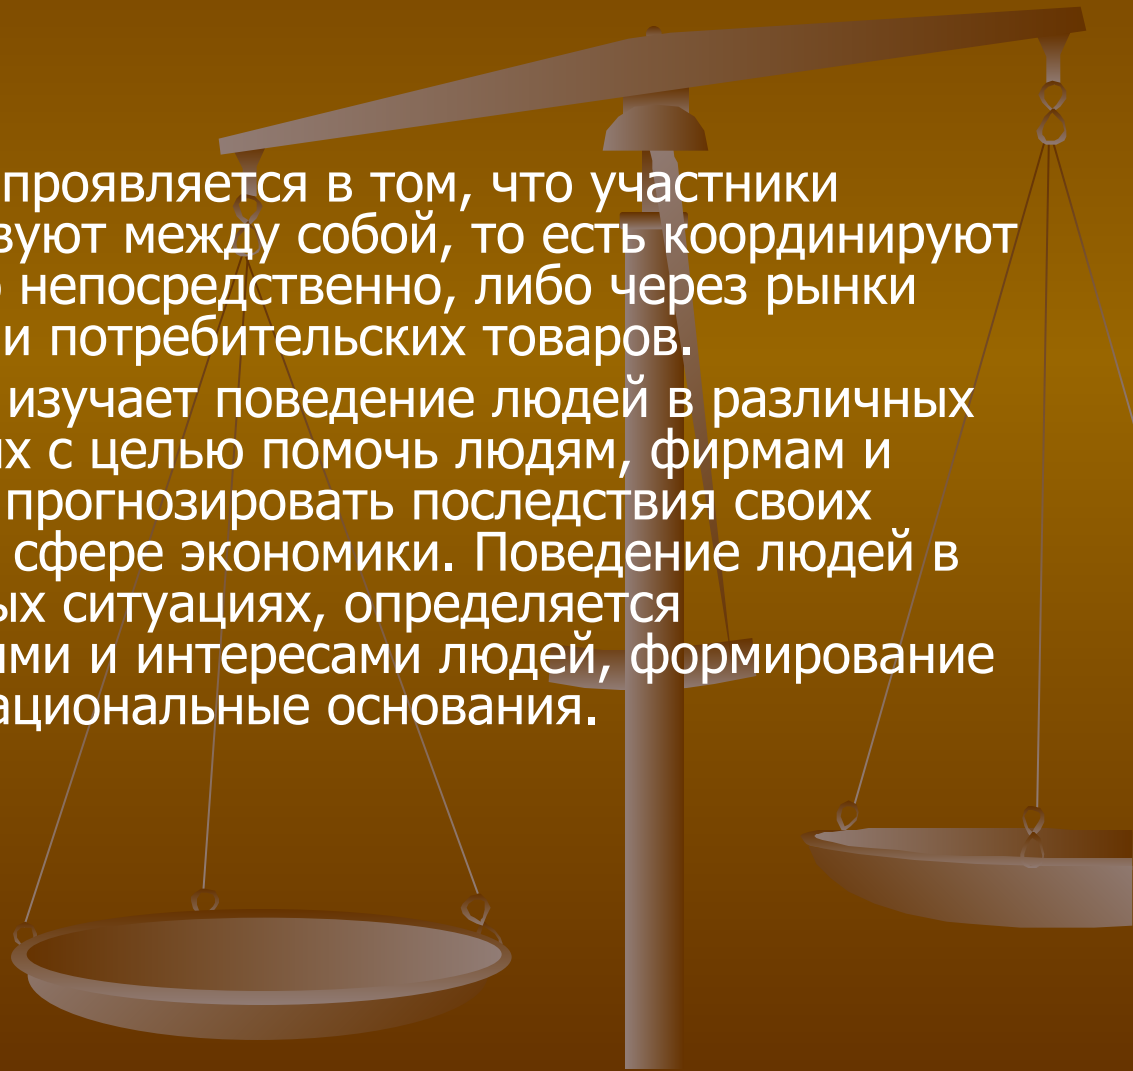 проявляется в том, что участники
вуют между собой, то есть координируют
непосредственно, либо через рынки
и потребительских товаров.
изучает поведение людей в различных
ях с целью помочь людям, фирмам и
прогнозировать последствия своих
сфере экономики. Поведение людей в
ых ситуациях, определяется
ями и интересами людей, формирование
ациональные основания.